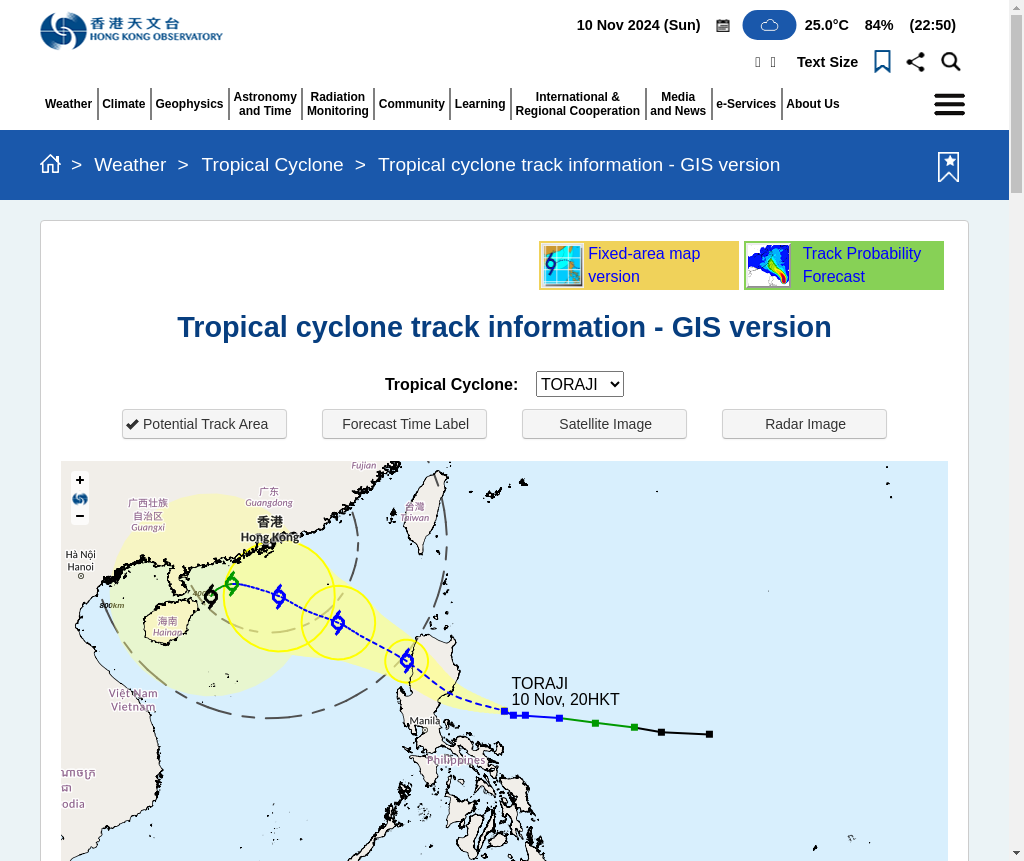 香港天文台
HONG KONG OBSERVATORY
10 Nov 2024 (Sun)
25.0°C
84%
(22:50)
Text Size
Weather
Climate
Geophysics
Astronomy
and Time
Radiation
Monitoring
Community
Learning
International &
Regional Cooperation
Media
and News
e-Services
About Us
> Weather > Tropical Cyclone > Tropical cyclone track information - GIS version
Fixed-area map
version
Track Probability
Forecast
Tropical cyclone track information - GIS version
Tropical Cyclone:
TORAJI
Potential Track Area
Forecast Time Label
Satellite Image
Radar Image
+
−
Fujian
广东
Guangdong
广西壮族
自治区
Guangxi
台灣
Taiwan
香港
Hong Kong
Hà Nội
Hanoi
800km
海南
Hainan
Việt Nam
Vietnam
TORAJI
10 Nov, 20HKT
Manila
Philippines
odia